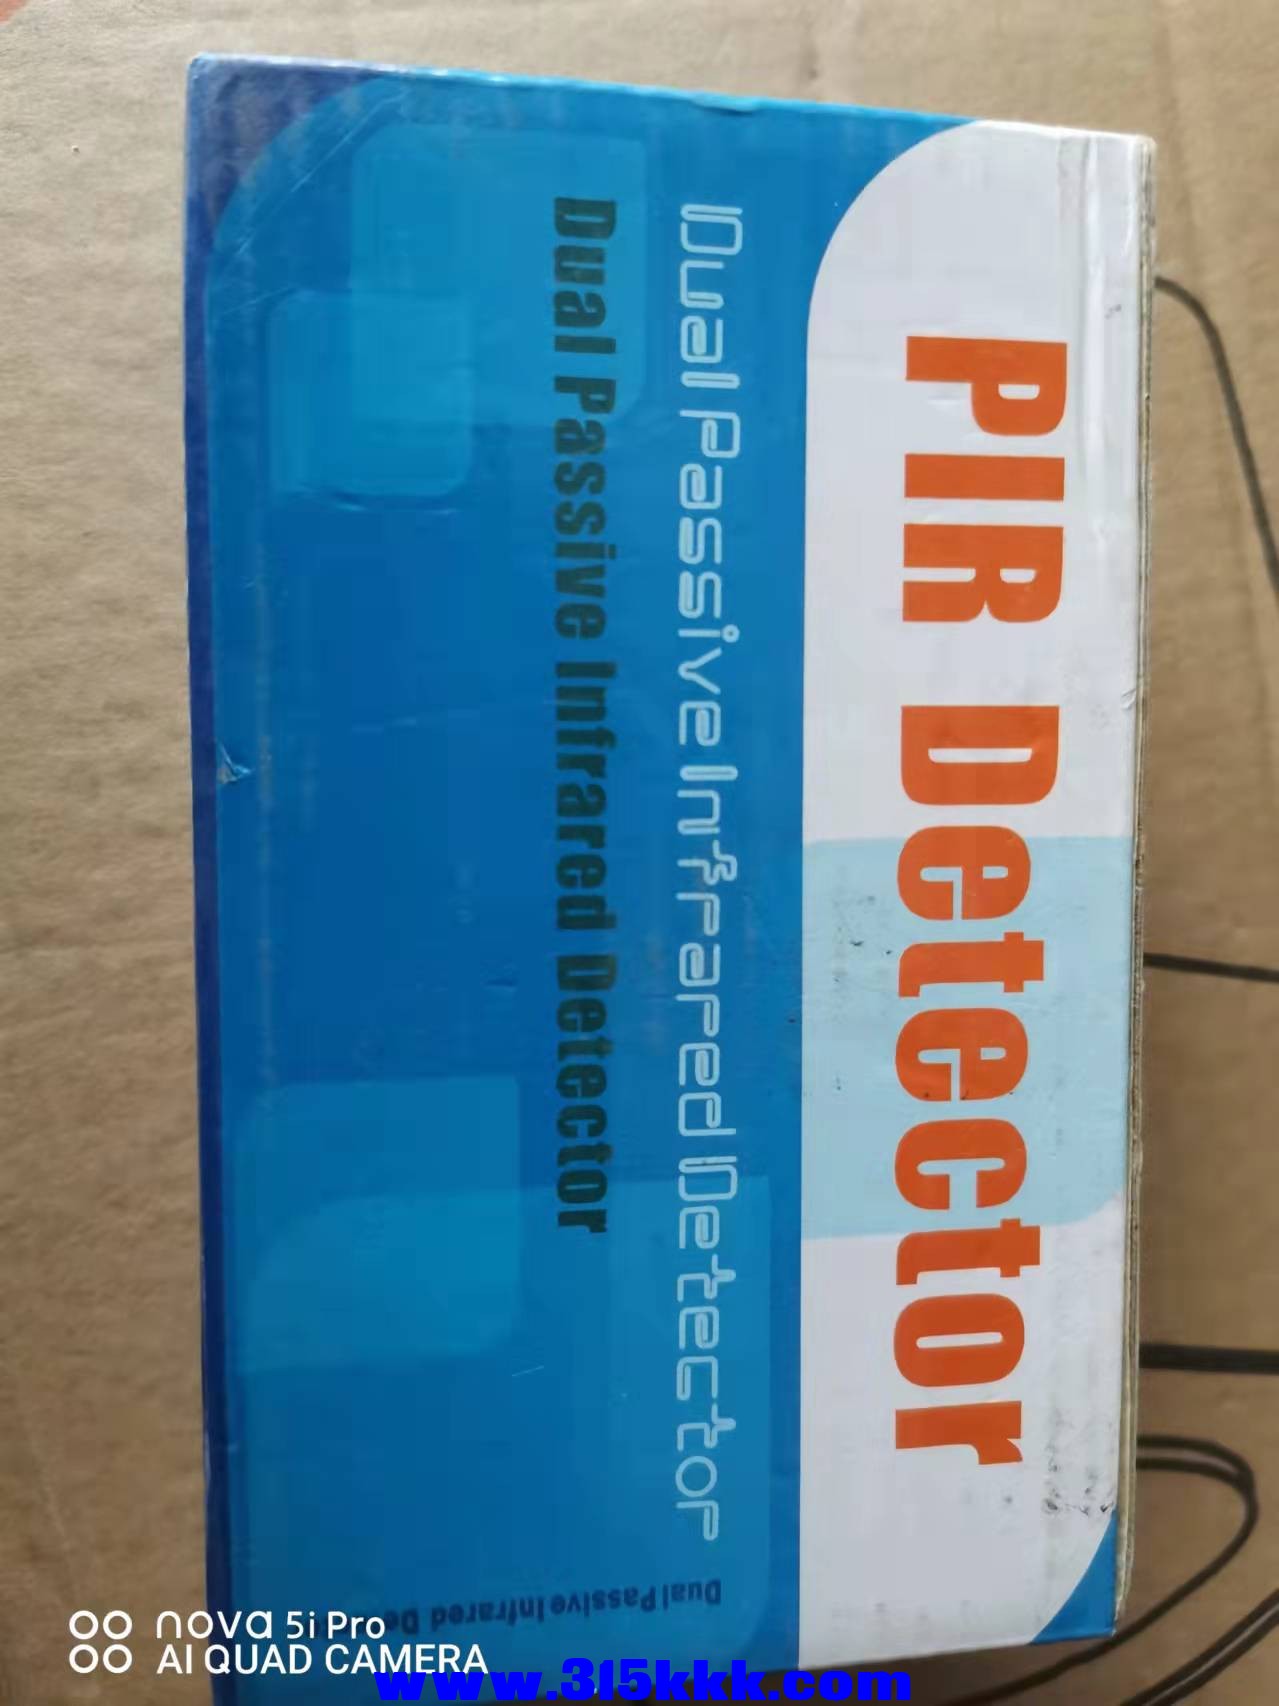 PIR Detector
Dual Passive Infrared Detector
Dual Passive Infrared Detector
Dual Passive Infrared De
nova 5i Pro
AI QUAD CAMERA
www.315kkk.com